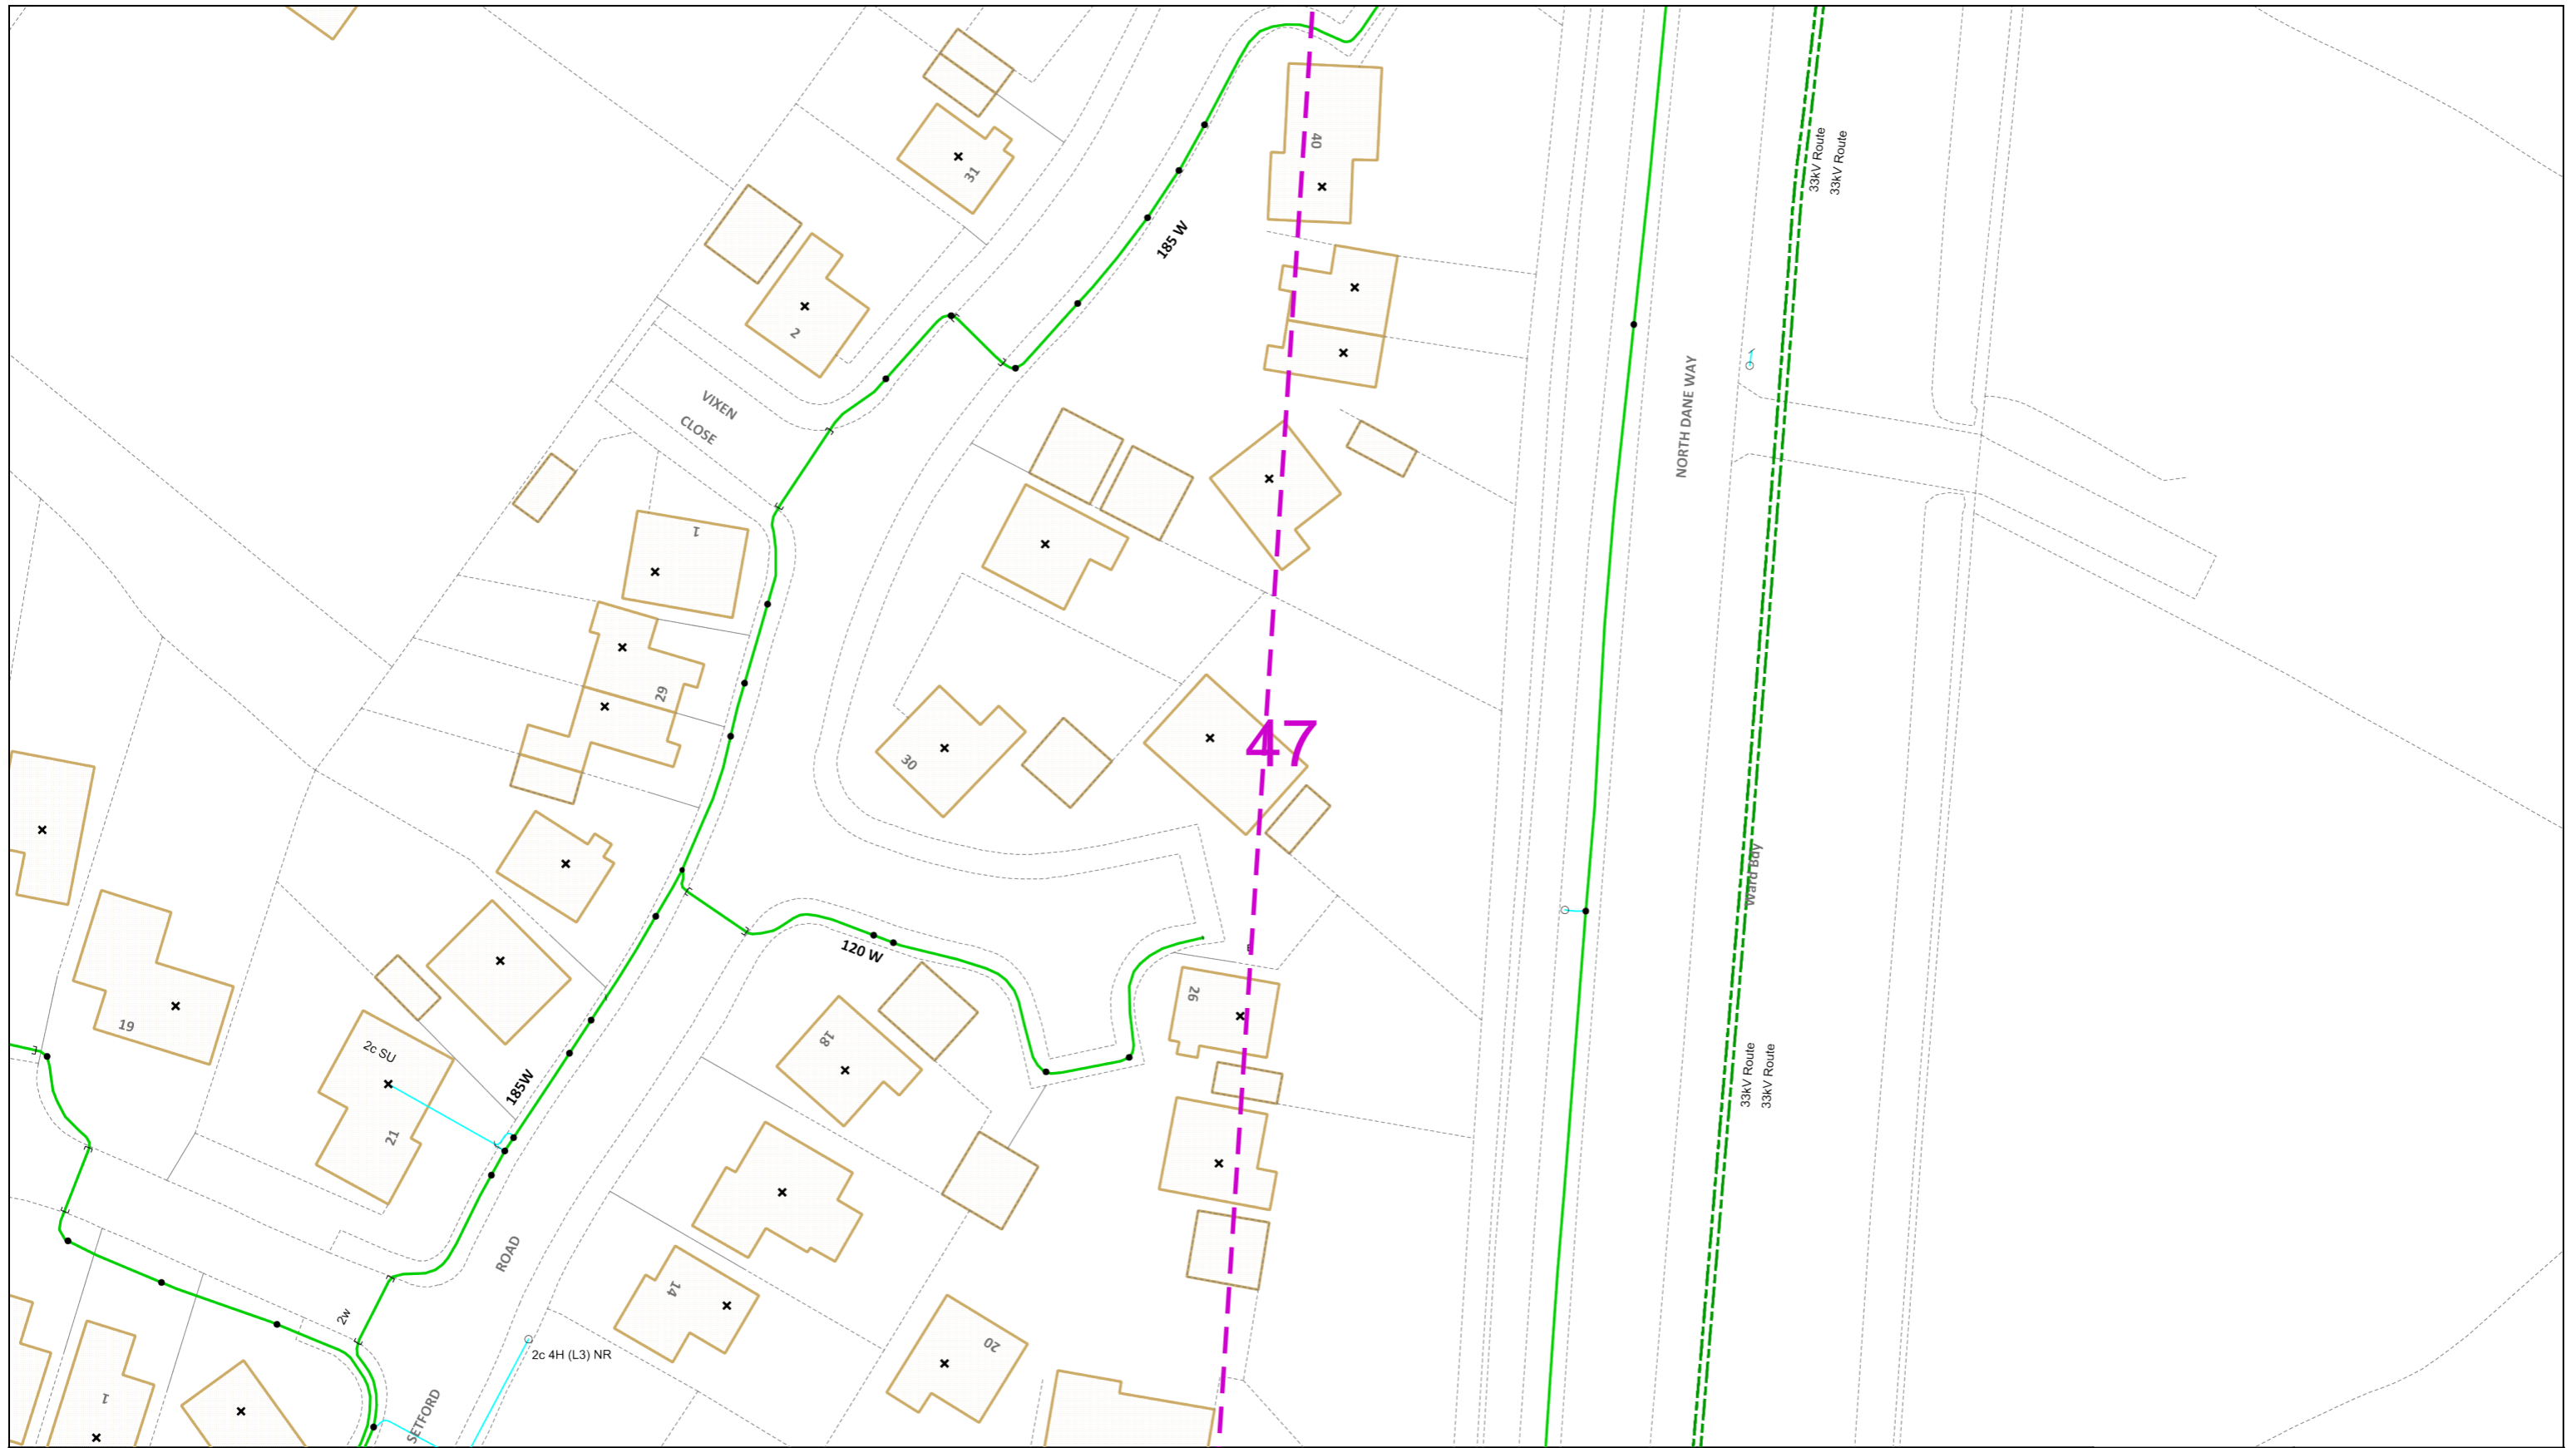 40
33kV Route
33kV Route
31
185 W
2
VIXEN
CLOSE
NORTH DANE WAY
1
29
47
30
Ward Bdy
120 W
26
19
18
2c SU
185W
33kV Route
33kV Route
21
ROAD
14
2w
20
2c 4H (L3) NR
1
SETFORD